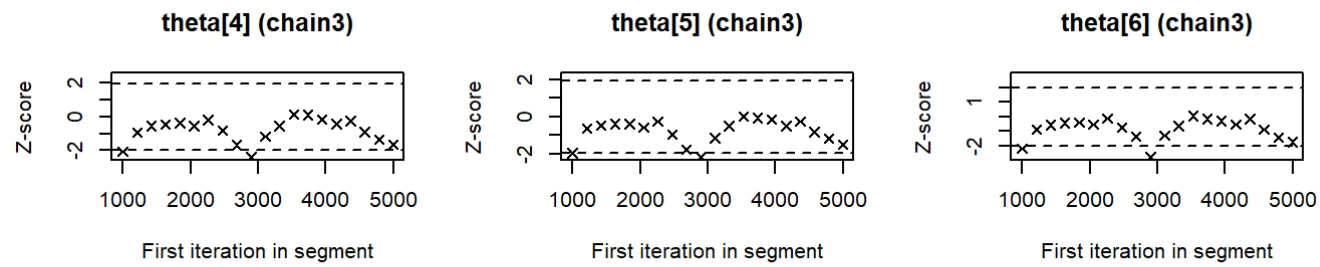 theta[4] (chain3)
Z-score
2
0
-2
1000 2000 3000 4000 5000
First iteration in segment
theta[5] (chain3)
Z-score
2
0
-2
1000 2000 3000 4000 5000
First iteration in segment
theta[6] (chain3)
Z-score
1
-2
1000 2000 3000 4000 5000
First iteration in segment